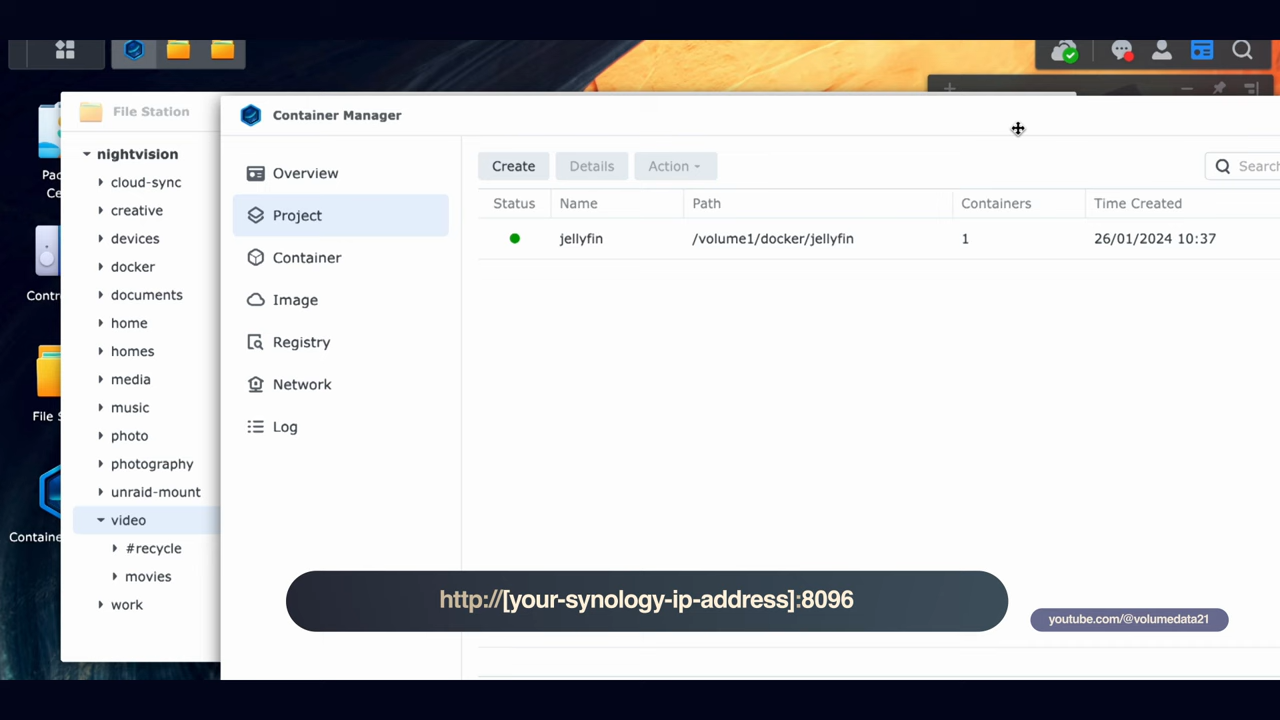 File Station
nightvision
cloud-sync
creative
devices
docker
documents
home
homes
media
music
photo
photography
unraid-mount
video
#recycle
movies
work
Container Manager
Overview
Project
Container
Image
Registry
Network
Log
Create
Details
Action
Search
Status Name Path Containers Time Created
jellyfin /volume1/docker/jellyfin 1 26/01/2024 10:37
http://[your-synology-ip-address]:8096
youtube.com/@volumedata21